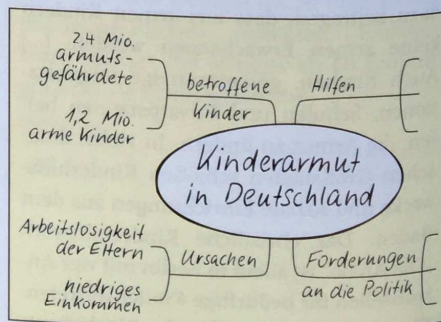 2,4 Mio.
armuts-
gefährdete
1,2 Mio.
arme Kinder
betroffene
Kinder
Hilfen
Kinderarmut
in Deutschland
Arbeitslosigkeit
der Eltern
niedriges
Einkommen
Ursachen
Forderungen
an die Politik